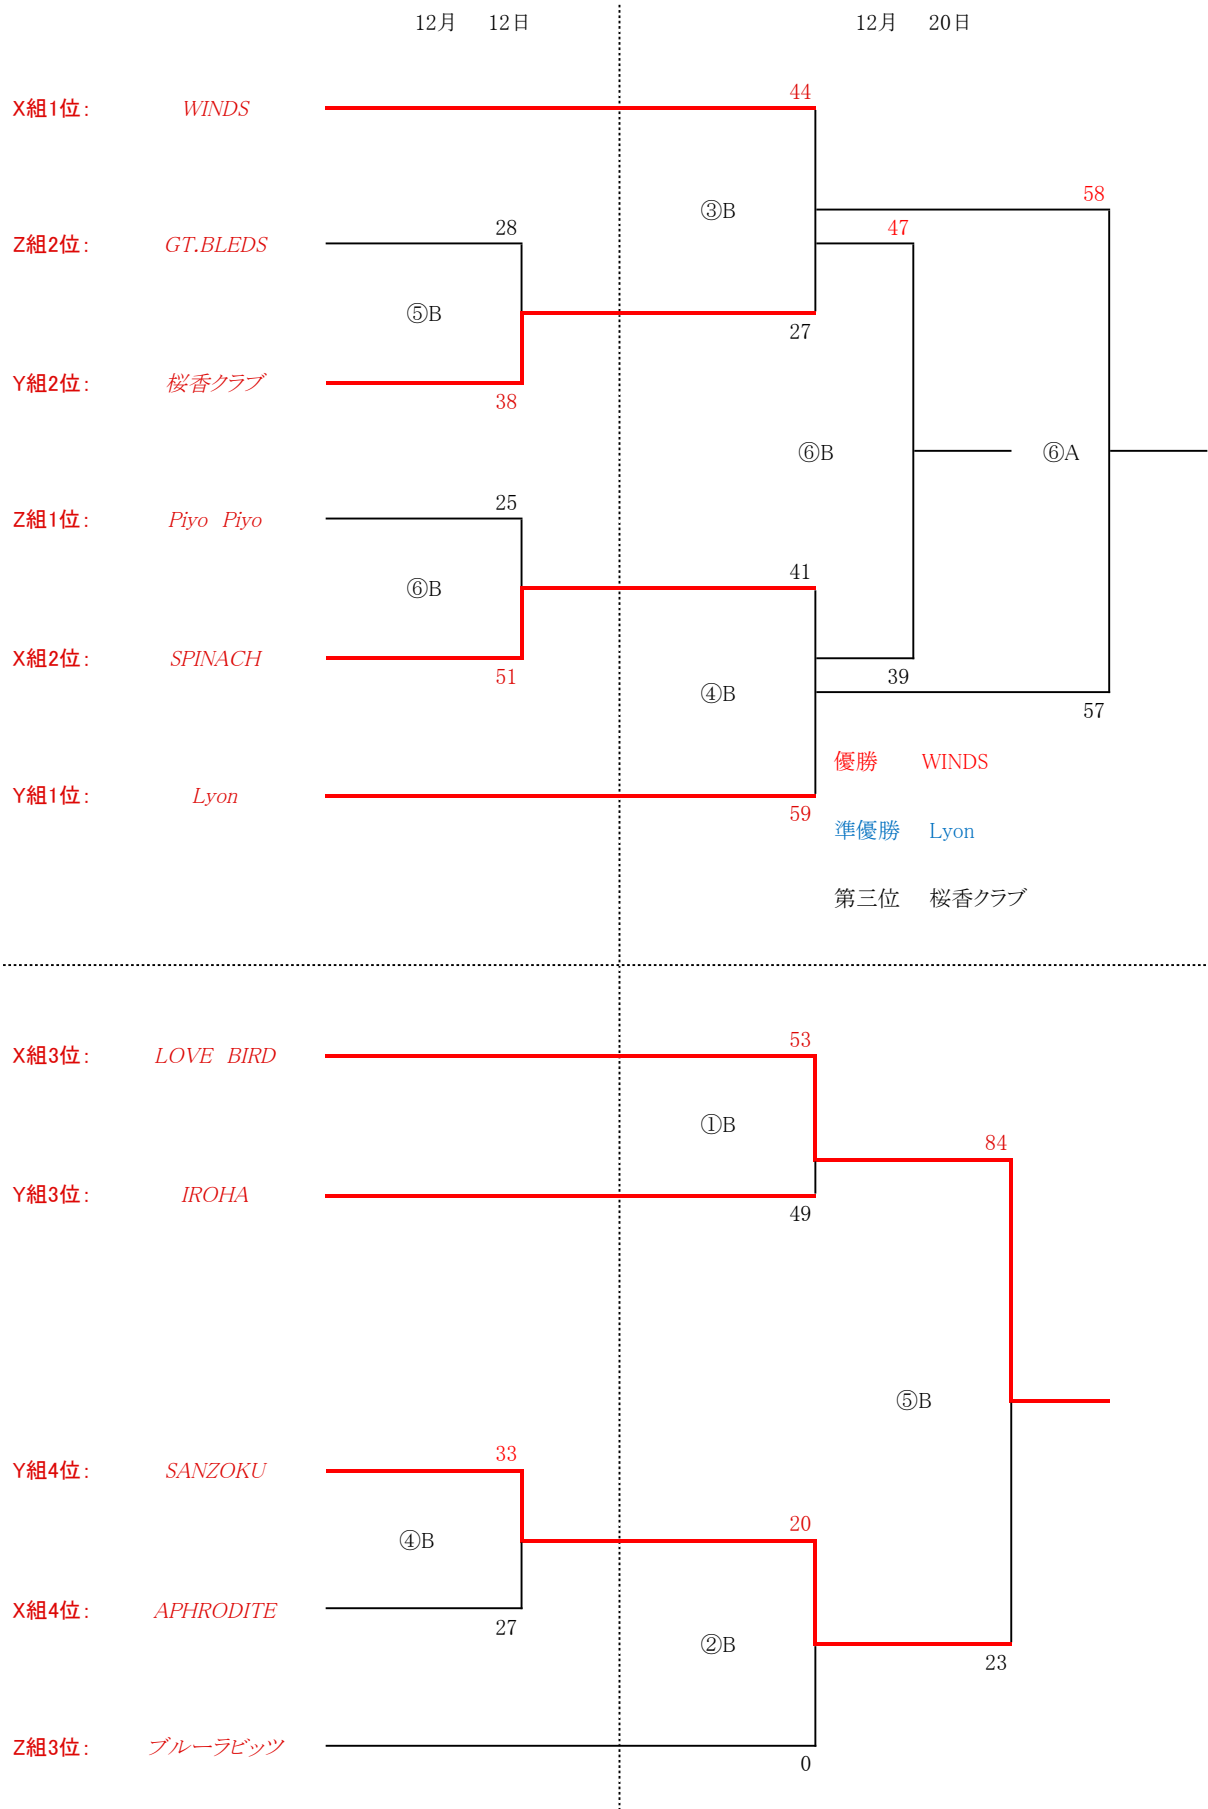 12月 12日 12月 20日
44
X組1位： WINDS
58
③B
28 47
Z組2位： GT.BLEDS
⑤B
27
Y組2位： 桜香クラブ
38
⑥B ⑥A
25
Z組1位： Piyo Piyo
41
⑥B
X組2位： SPINACH
51 39
④B
57
優勝 WINDS
Y組1位： Lyon
59
準優勝 Lyon
第三位 桜香クラブ
53
X組3位： LOVE BIRD
①B
84
Y組3位： IROHA
49
⑤B
33
Y組4位： SANZOKU
20
④B
X組4位： APHRODITE
27
②B
23
Z組3位： ブルーラビッツ
0